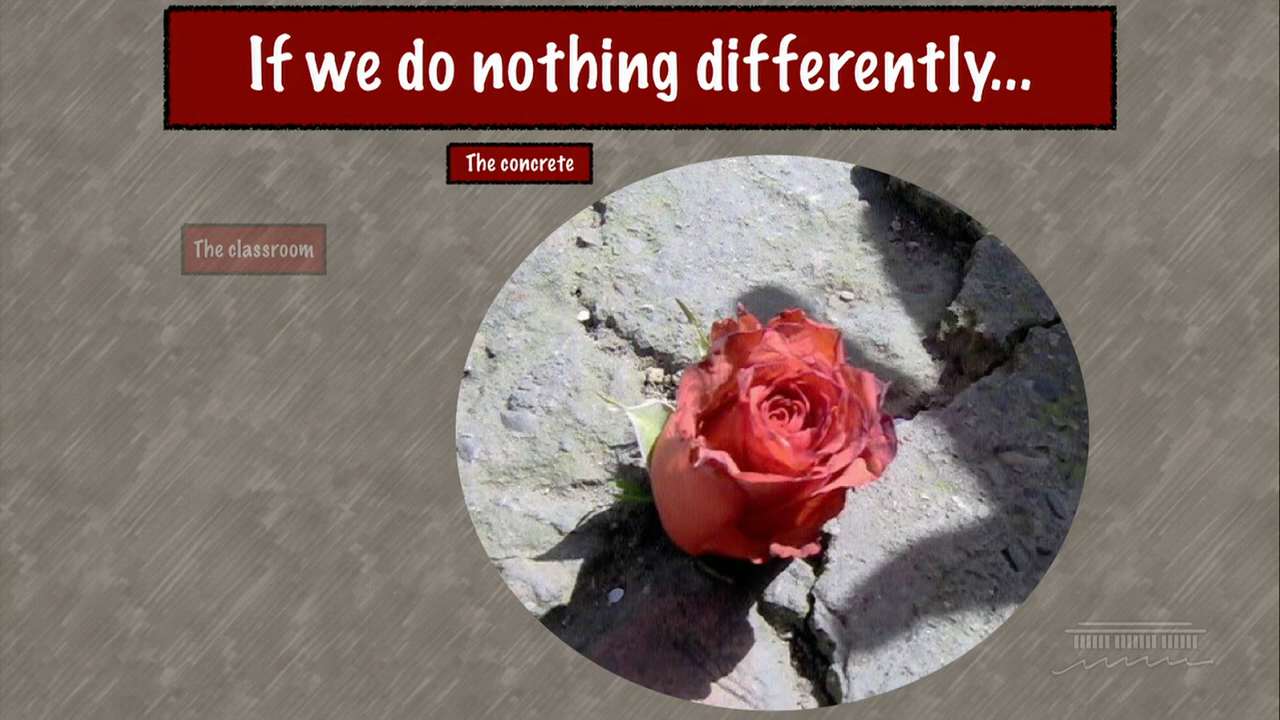 If we do nothing differently...
The concrete
The classroom